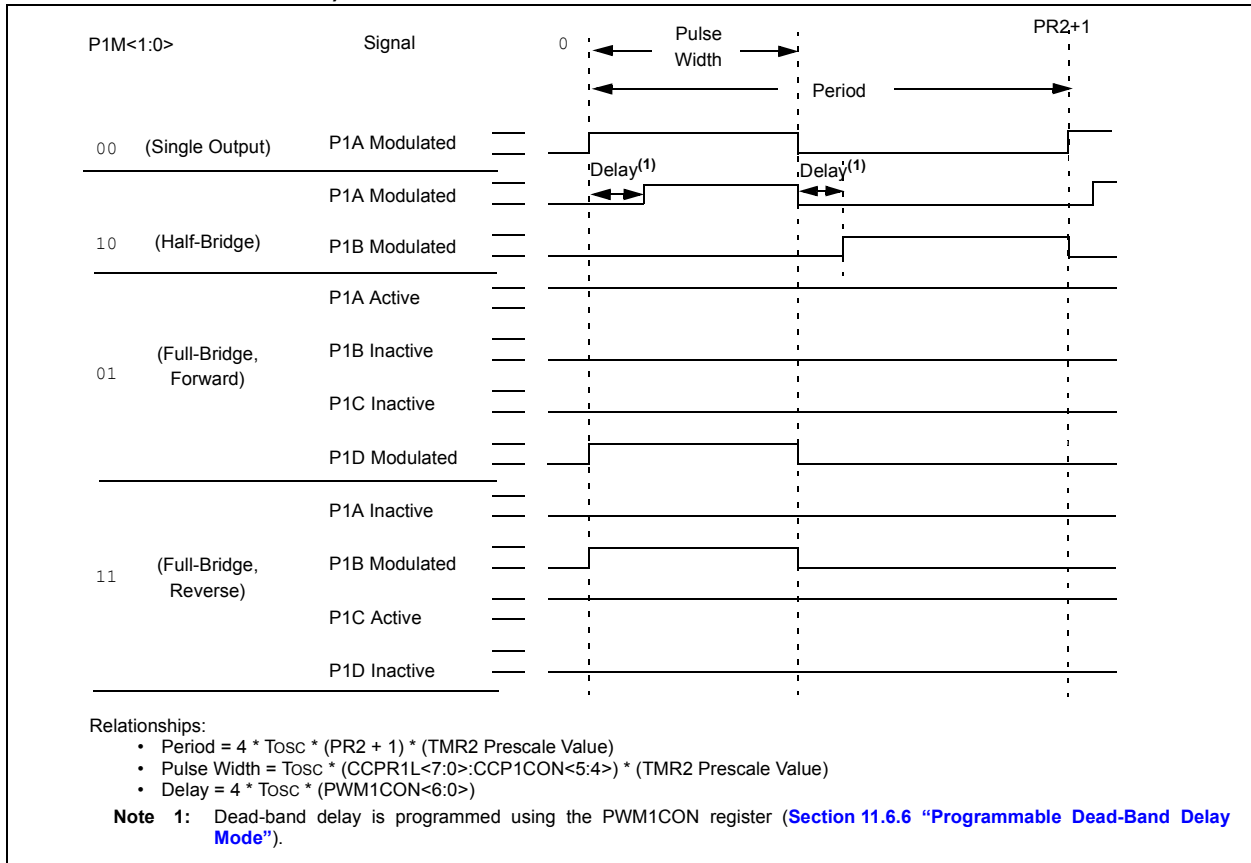 P1M<1:0> Signal 0 Pulse Width PR2+1
Period
00 (Single Output) P1A Modulated
Delay(1) Delay(1)
P1A Modulated
10 (Half-Bridge) P1B Modulated
P1A Active
01 (Full-Bridge, Forward) P1B Inactive
P1C Inactive
P1D Modulated
P1A Inactive
11 (Full-Bridge, Reverse) P1B Modulated
P1C Active
P1D Inactive
Relationships:
• Period = 4 * TOSC * (PR2 + 1) * (TMR2 Prescale Value)
• Pulse Width = TOSC * (CCPR1L<7:0>:CCP1CON<5:4>) * (TMR2 Prescale Value)
• Delay = 4 * TOSC * (PWM1CON<6:0>)
Note 1: Dead-band delay is programmed using the PWM1CON register (Section 11.6.6 “Programmable Dead-Band Delay
Mode”).